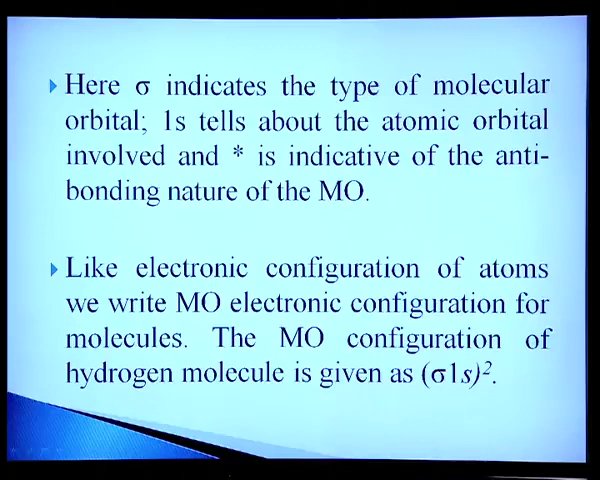 Here σ indicates the type of molecular
orbital; 1s tells about the atomic orbital
involved and * is indicative of the anti-
bonding nature of the MO.
Like electronic configuration of atoms
we write MO electronic configuration for
molecules. The MO configuration of
hydrogen molecule is given as (σ1s)².